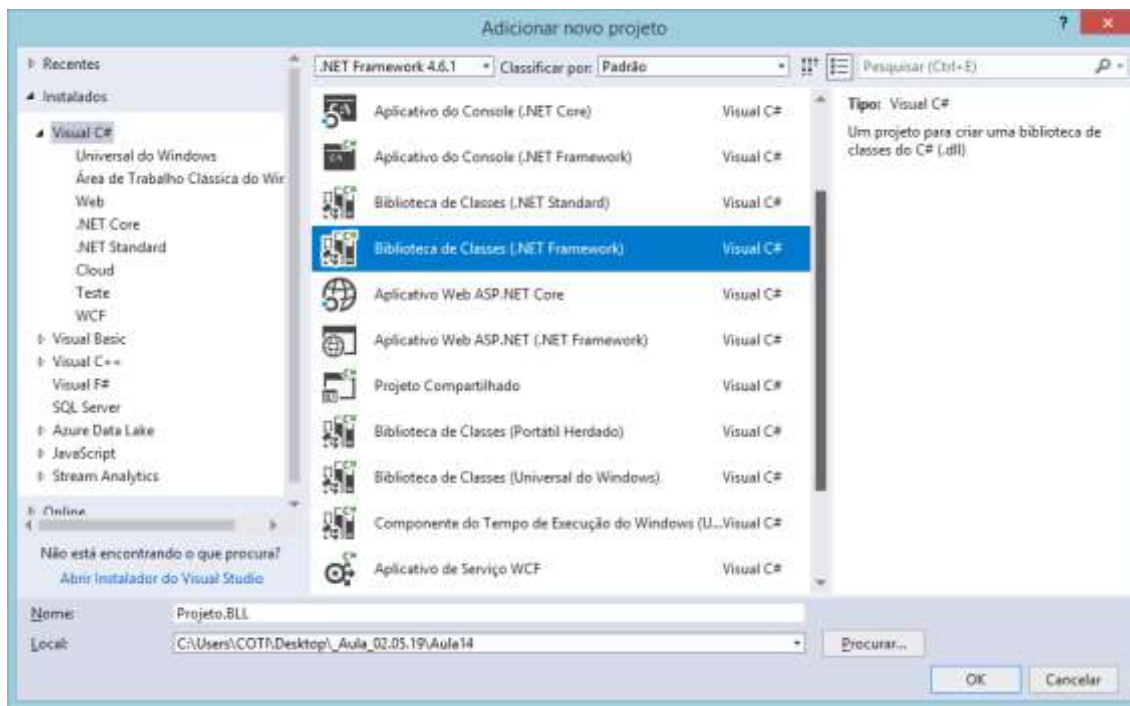 Adicionar novo projeto
?
Recentes
.NET Framework 4.6.1
Classificar por: Padrão
Pesquisar (Ctrl+E)
Instalados
Visual C#
Universal do Windows
Área de Trabalho Clássica do Wir
Web
.NET Core
.NET Standard
Cloud
Teste
WCF
Visual Basic
Visual C++
Visual F#
SQL Server
Azure Data Lake
JavaScript
Stream Analytics
Online
Não está encontrando o que procura?
Abrir Instalador do Visual Studio
Aplicativo do Console (.NET Core) Visual C#
Aplicativo do Console (.NET Framework) Visual C#
Biblioteca de Classes (.NET Standard) Visual C#
Biblioteca de Classes (.NET Framework) Visual C#
Aplicativo Web ASP.NET Core Visual C#
Aplicativo Web ASP.NET (.NET Framework) Visual C#
Projeto Compartilhado Visual C#
Biblioteca de Classes (Portátil Herdado) Visual C#
Biblioteca de Classes (Universal do Windows) Visual C#
Componente do Tempo de Execução do Windows (U... Visual C#
Aplicativo de Serviço WCF Visual C#
Tipo: Visual C#
Um projeto para criar uma biblioteca de
classes do C# (.dll)
Nome: Projeto.BLL
Local: C:\Users\COTI\Desktop\_Aula_02.05.19\Aula14
Procurar...
OK
Cancelar